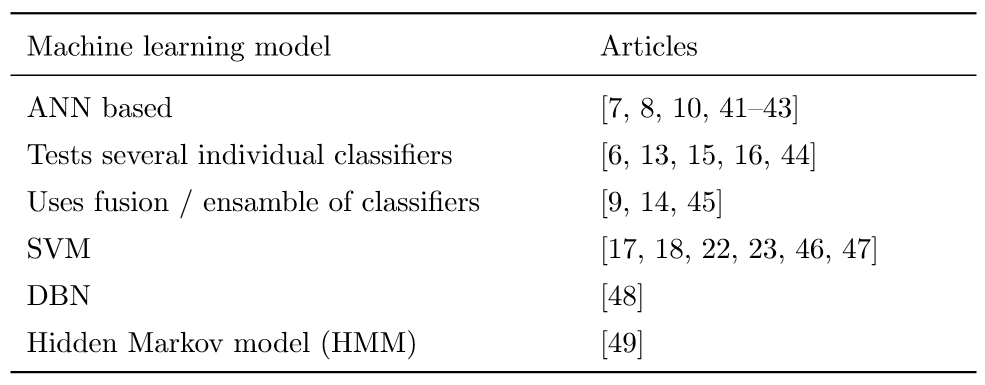 Machine learning model Articles
ANN based [7, 8, 10, 41–43]
Tests several individual classifiers [6, 13, 15, 16, 44]
Uses fusion / ensamble of classifiers [9, 14, 45]
SVM [17, 18, 22, 23, 46, 47]
DBN [48]
Hidden Markov model (HMM) [49]